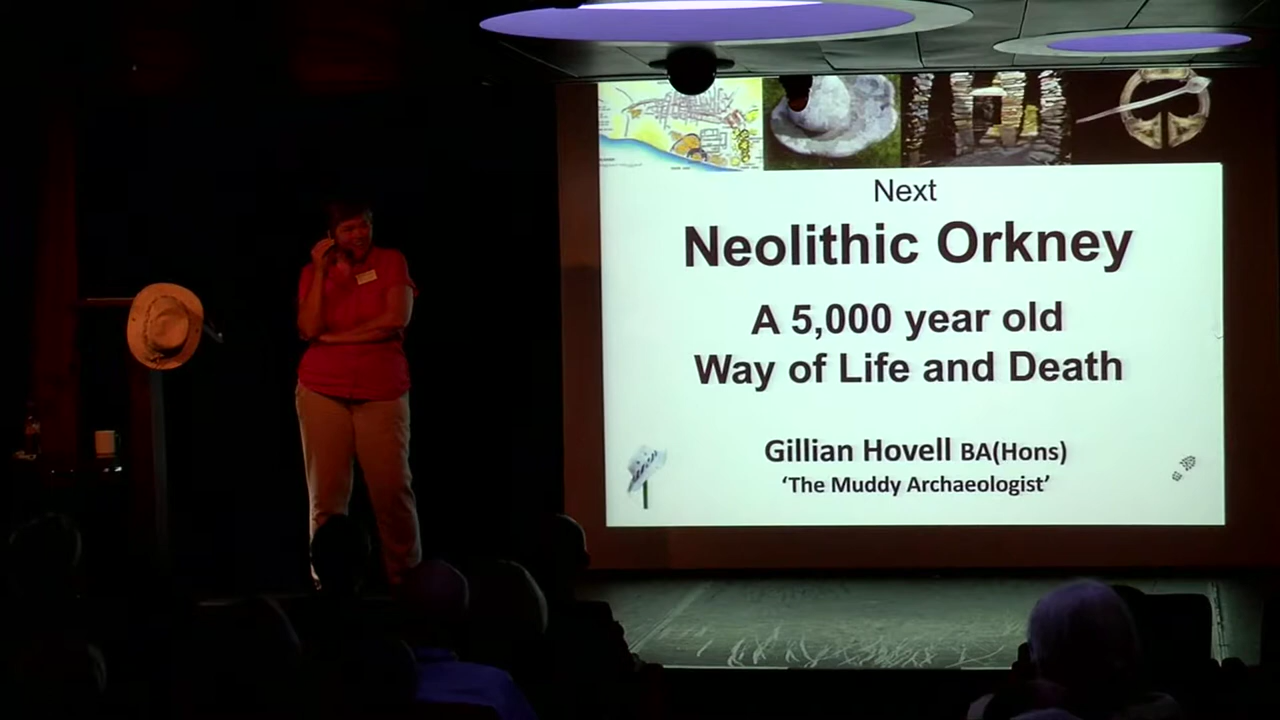 Next
Neolithic Orkney
A 5,000 year old
Way of Life and Death
Gillian Hovell BA(Hons)
'The Muddy Archaeologist'